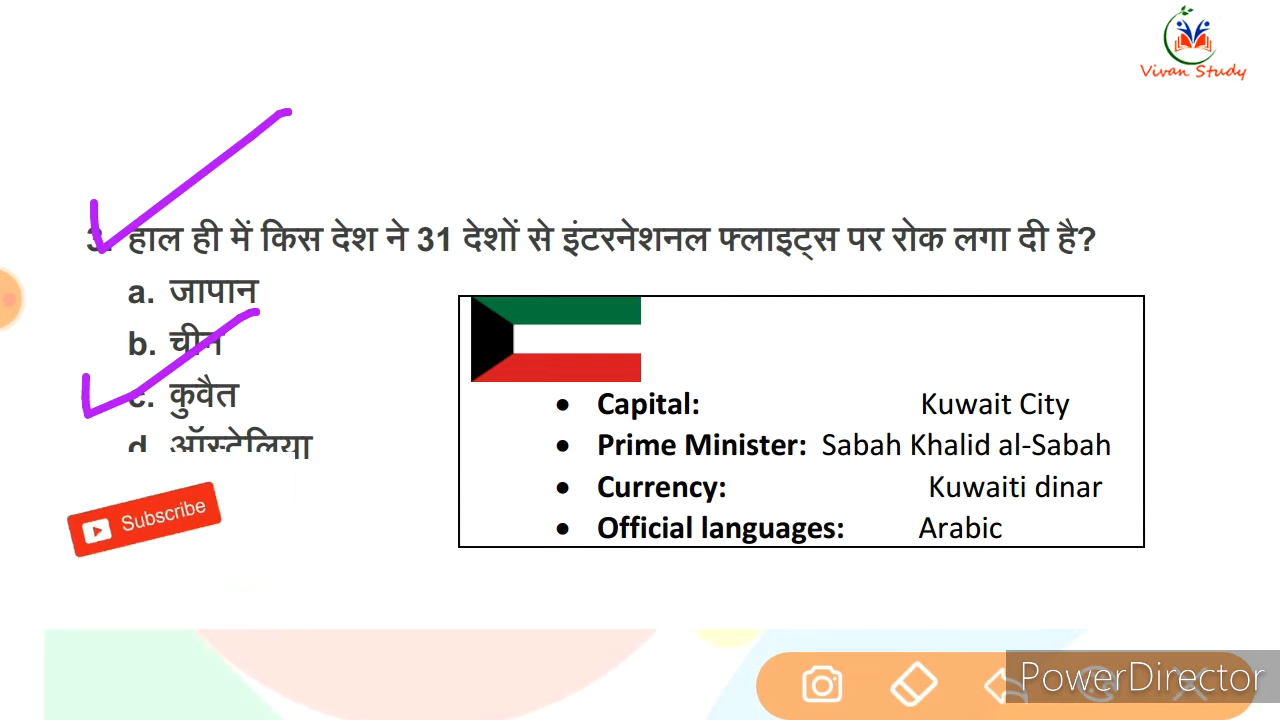 Vivan Study
3. हाल ही में किस देश ने 31 देशों से इंटरनेशनल फ्लाइट्स पर रोक लगा दी है?
a. जापान
b. चीन
c. कुवैत
d ऑस्टेलिया
• Capital: Kuwait City
• Prime Minister: Sabah Khalid al-Sabah
• Currency: Kuwaiti dinar
• Official languages: Arabic
Subscribe
PowerDirector